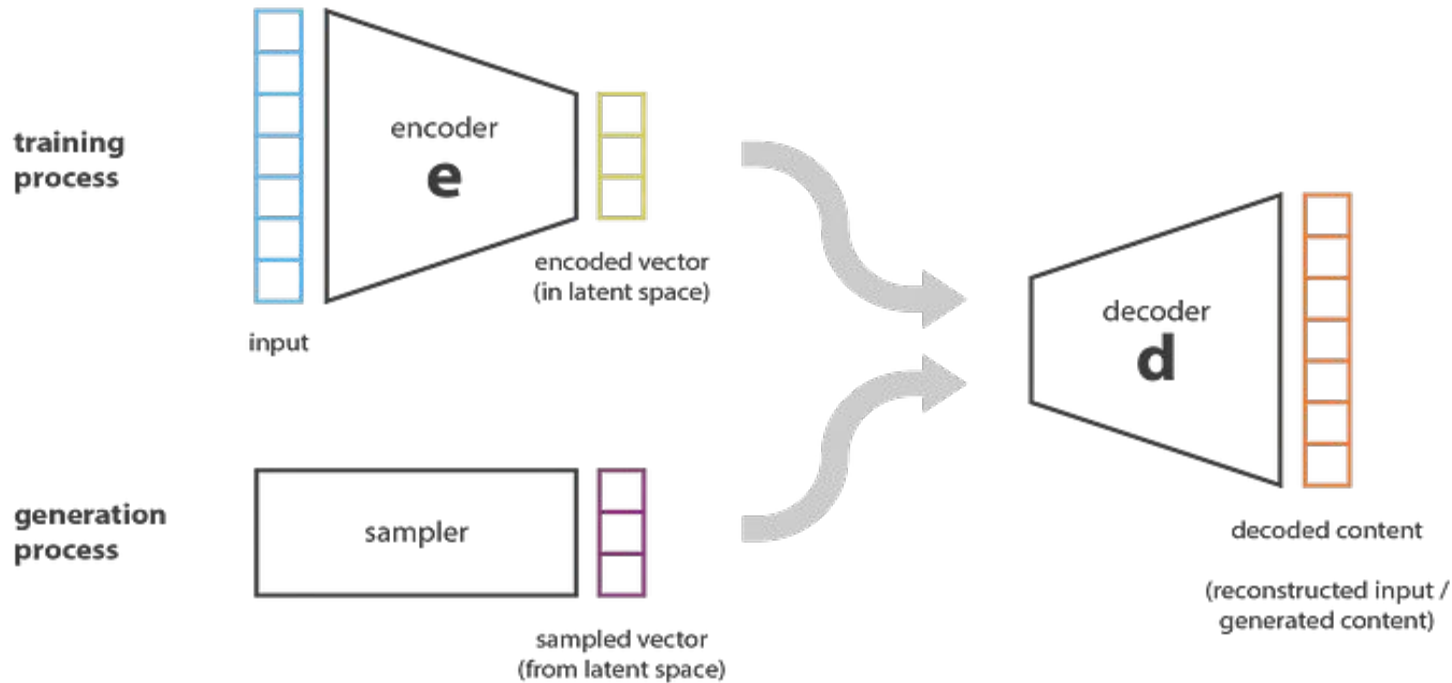 training
process
encoder
e
encoded vector
(in latent space)
input
decoder
d
generation
process
sampler
sampled vector
(from latent space)
decoded content
(reconstructed input /
generated content)